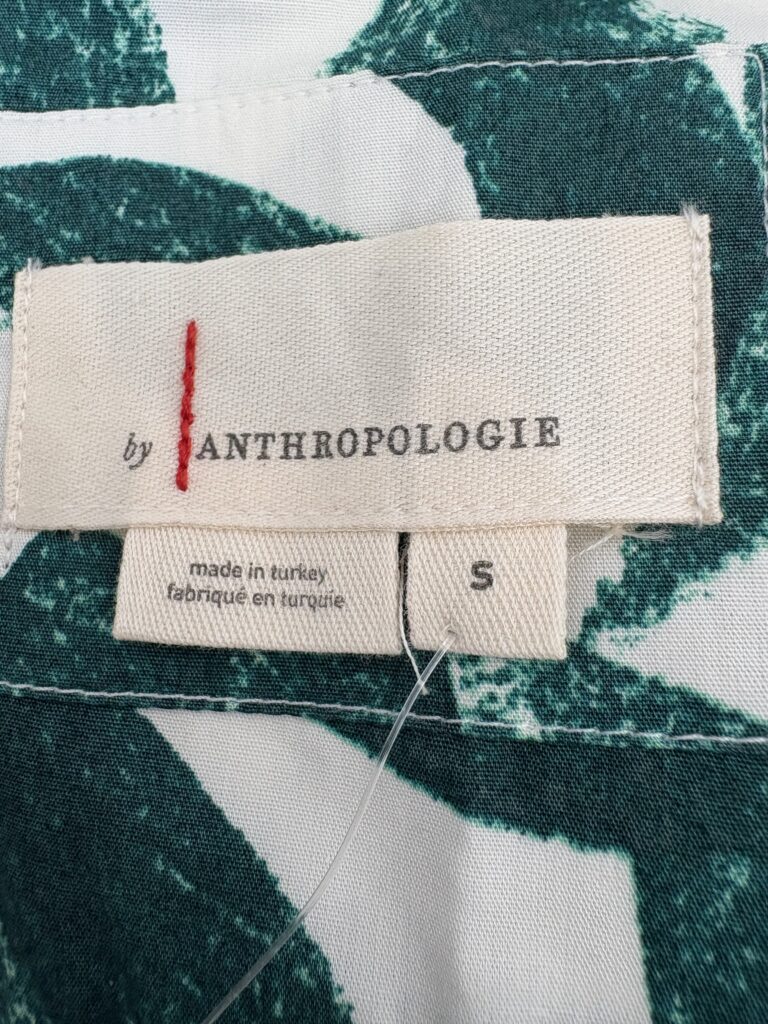 by ANTHROPOLOGIE
made in turkey
fabriqué en turquie
S